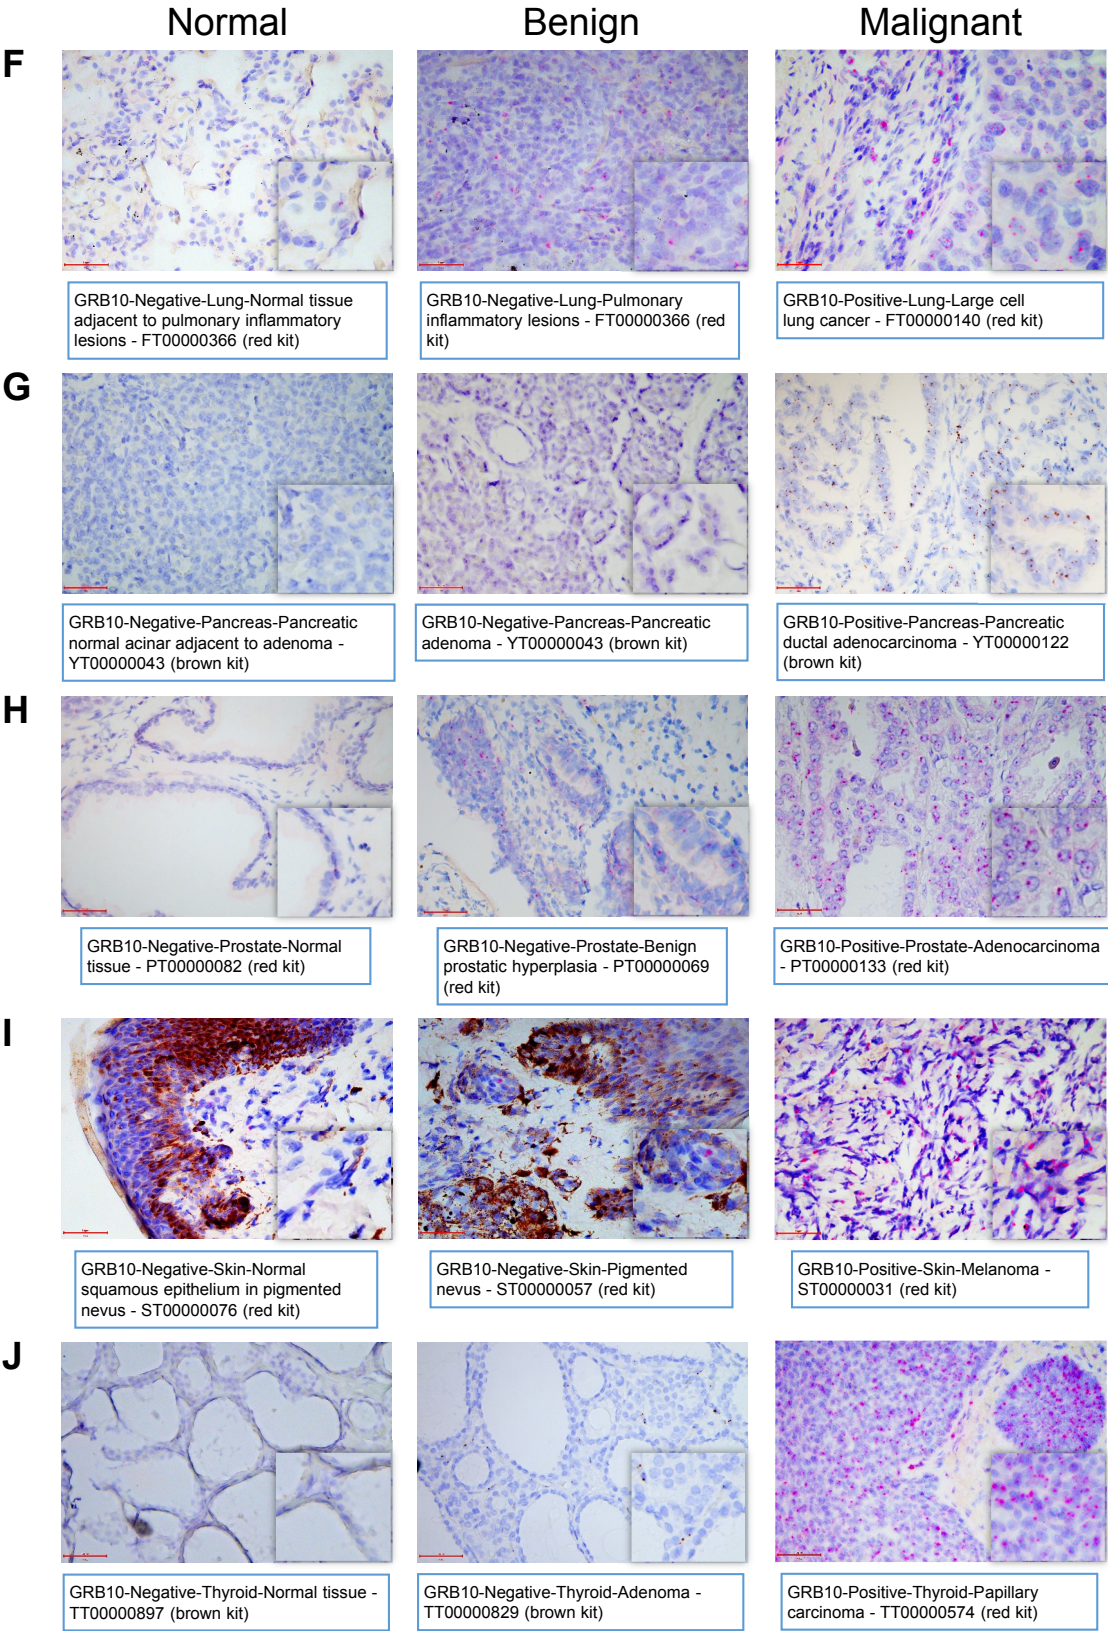 Normal Benign Malignant
F
GRB10-Negative-Lung-Normal tissue
adjacent to pulmonary inflammatory
lesions - FT00000366 (red kit)
GRB10-Negative-Lung-Pulmonary
inflammatory lesions - FT00000366 (red
kit)
GRB10-Positive-Lung-Large cell
lung cancer - FT00000140 (red kit)
G
GRB10-Negative-Pancreas-Pancreatic
normal acinar adjacent to adenoma -
YT00000043 (brown kit)
GRB10-Negative-Pancreas-Pancreatic
adenoma - YT00000043 (brown kit)
GRB10-Positive-Pancreas-Pancreatic
ductal adenocarcinoma - YT00000122
(brown kit)
H
GRB10-Negative-Prostate-Normal
tissue - PT00000082 (red kit)
GRB10-Negative-Prostate-Benign
prostatic hyperplasia - PT00000069
(red kit)
GRB10-Positive-Prostate-Adenocarcinoma
- PT00000133 (red kit)
I
GRB10-Negative-Skin-Normal
squamous epithelium in pigmented
nevus - ST00000076 (red kit)
GRB10-Negative-Skin-Pigmented
nevus - ST00000057 (red kit)
GRB10-Positive-Skin-Melanoma -
ST00000031 (red kit)
J
GRB10-Negative-Thyroid-Normal tissue -
TT00000897 (brown kit)
GRB10-Negative-Thyroid-Adenoma -
TT00000829 (brown kit)
GRB10-Positive-Thyroid-Papillary
carcinoma - TT00000574 (red kit)